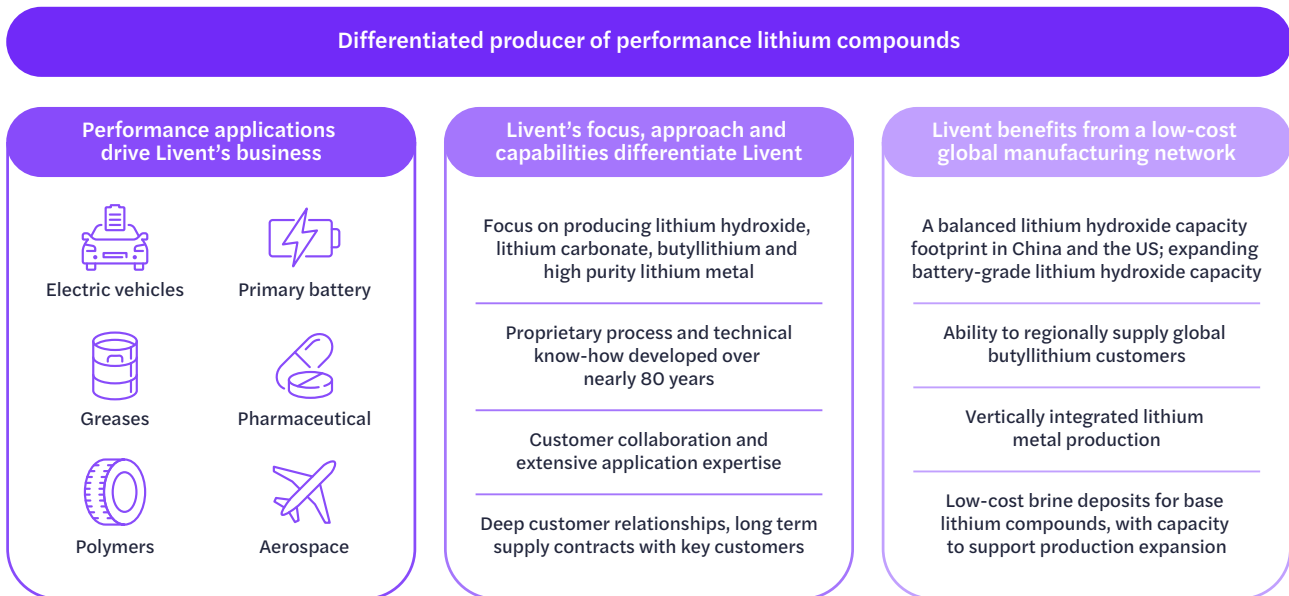 Differentiated producer of performance lithium compounds
Performance applications
drive Livent's business
Electric vehicles
Primary battery
Greases
Pharmaceutical
Polymers
Aerospace
Livent's focus, approach and
capabilities differentiate Livent
Focus on producing lithium hydroxide,
lithium carbonate, butyllithium and
high purity lithium metal
Proprietary process and technical
know-how developed over
nearly 80 years
Customer collaboration and
extensive application expertise
Deep customer relationships, long term
supply contracts with key customers
Livent benefits from a low-cost
global manufacturing network
A balanced lithium hydroxide capacity
footprint in China and the US; expanding
battery-grade lithium hydroxide capacity
Ability to regionally supply global
butyllithium customers
Vertically integrated lithium
metal production
Low-cost brine deposits for base
lithium compounds, with capacity
to support production expansion